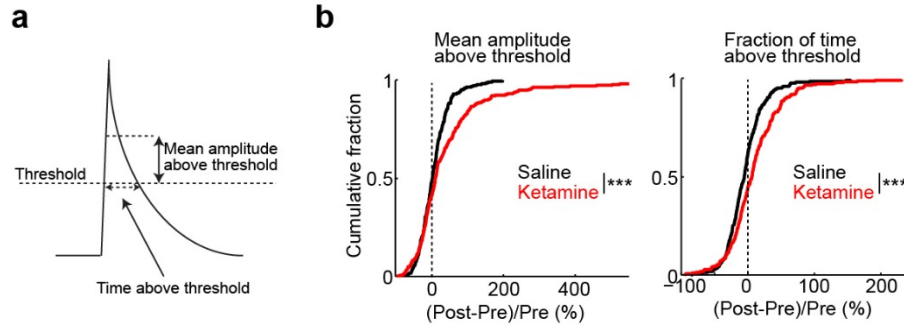 a
Threshold
Mean amplitude
above threshold
Time above threshold
b
Mean amplitude
above threshold
Cumulative fraction
1
0.5
0
Saline
Ketamine
***
0
200
400
(Post-Pre)/Pre (%)
Fraction of time
above threshold
1
0.5
0
Saline
Ketamine
***
−100
0
100
200
(Post-Pre)/Pre (%)